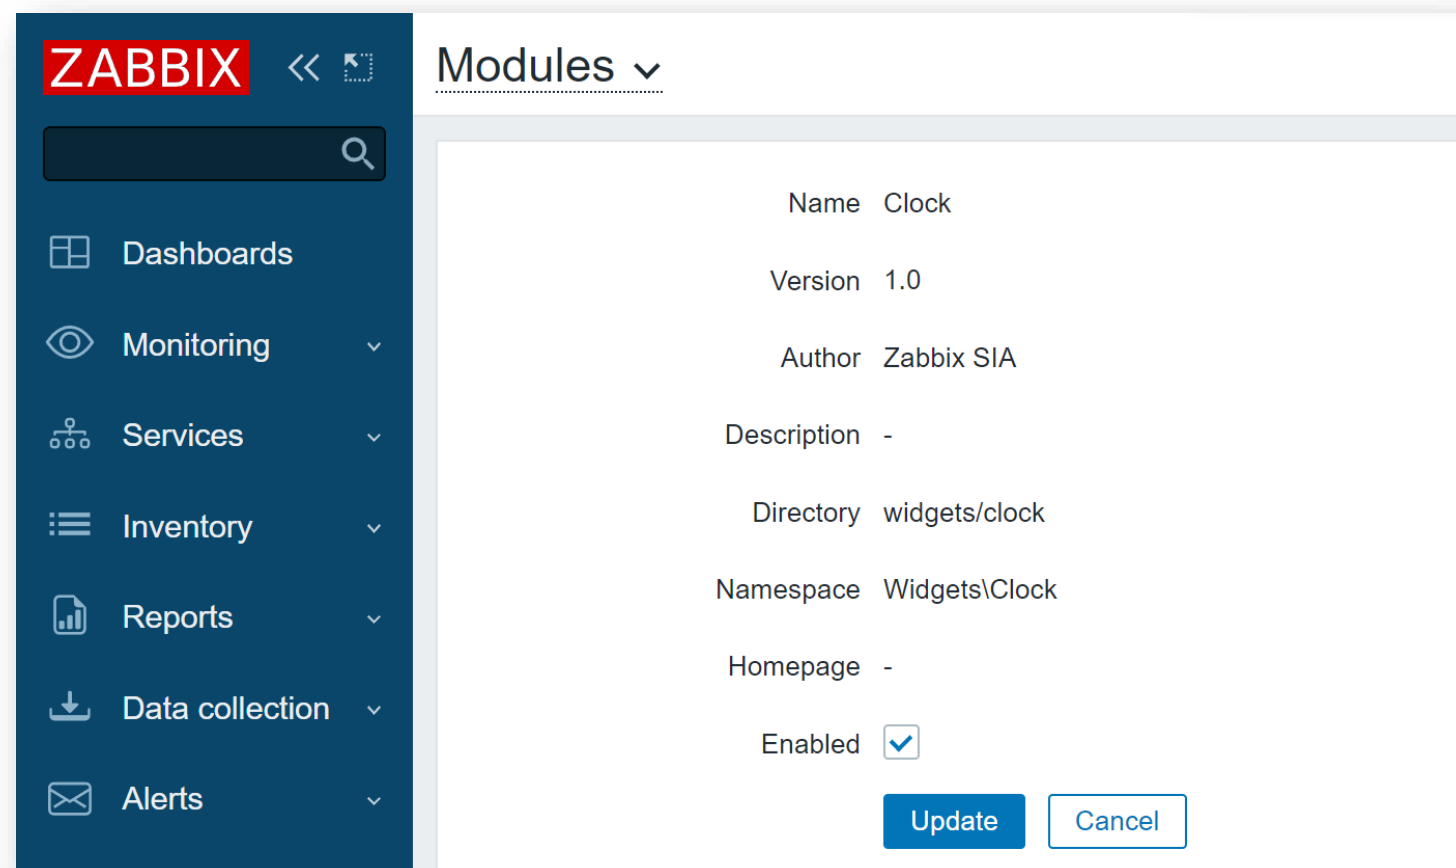 ZABBIX
Dashboards
Monitoring
Services
Inventory
Reports
Data collection
Alerts
Modules
Name Clock
Version 1.0
Author Zabbix SIA
Description -
Directory widgets/clock
Namespace Widgets\Clock
Homepage -
Enabled
Update Cancel